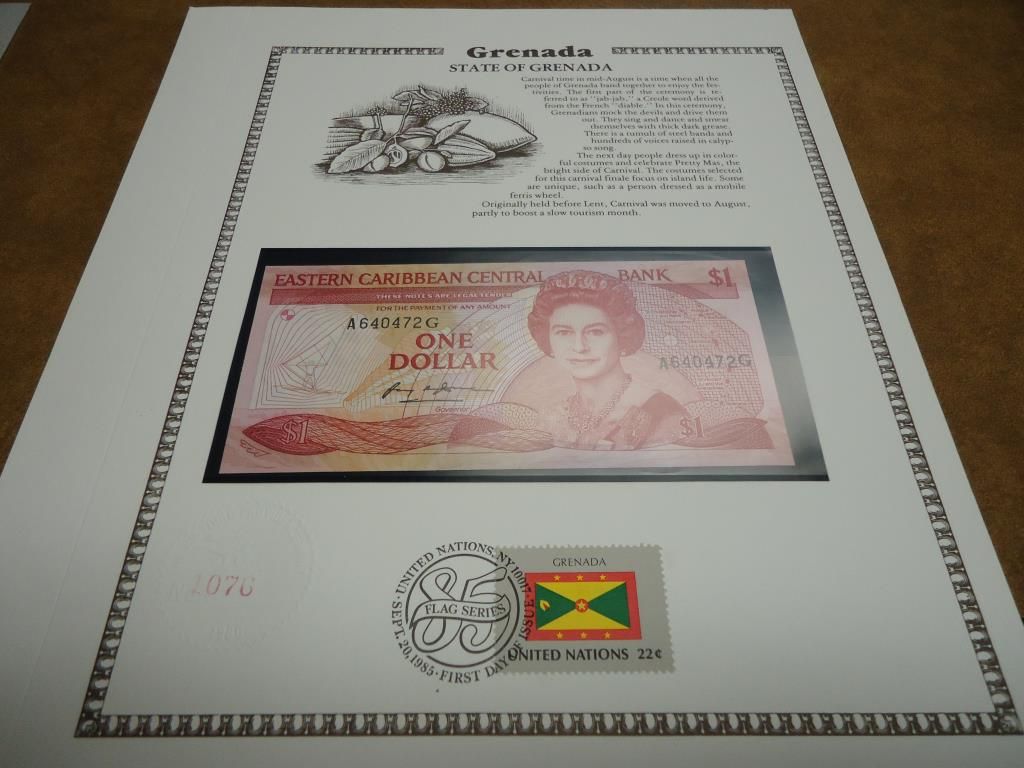 Grenada
STATE OF GRENADA
Carnival time in mid-August is a time when all the
people of Grenada band together to enjoy the fes-
tivities. The first part of the ceremony is re-
ferred to as "jab-jab," a Creole word derived
from the French "diable." In this ceremony,
Grenadians mock the devils and drive them
out. They sing and dance and smear
themselves with thick dark grease.
There is a tumult of steel bands and
hundreds of voices raised in calyp-
so song.
The next day people dress up in color-
ful costumes and celebrate Pretty Mas, the
bright side of Carnival. The costumes selected
for this carnival finale focus on island life. Some
are unique, such as a person dressed as a mobile
ferris wheel.
Originally held before Lent, Carnival was moved to August,
partly to boost a slow tourism month.
EASTERN CARIBBEAN CENTRAL BANK $1
THESE NOTES ARE LEGAL TENDER
FOR THE PAYMENT OF ANY AMOUNT
A640472G
ONE
DOLLAR
A640472G
Governor
$1 $1
1076
UNITED NATIONS, NY 10017
85
FLAG SERIES
SEPT. 20, 1985 · FIRST DAY OF ISSUE
GRENADA
UNITED NATIONS 22¢